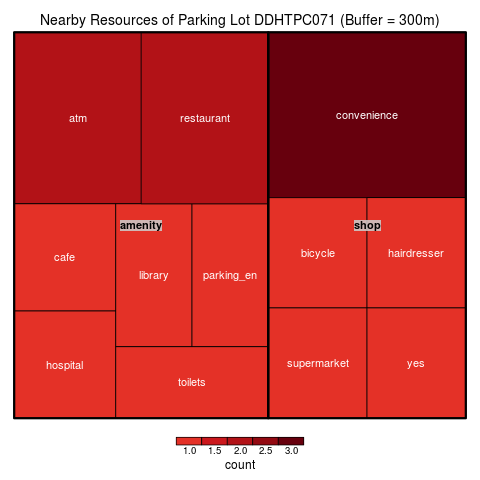 Nearby Resources of Parking Lot DDHTPC071 (Buffer = 300m)
atm
restaurant
convenience
amenity
shop
cafe
library
parking_en
bicycle
hairdresser
hospital
toilets
supermarket
yes
1.0 1.5 2.0 2.5 3.0
count